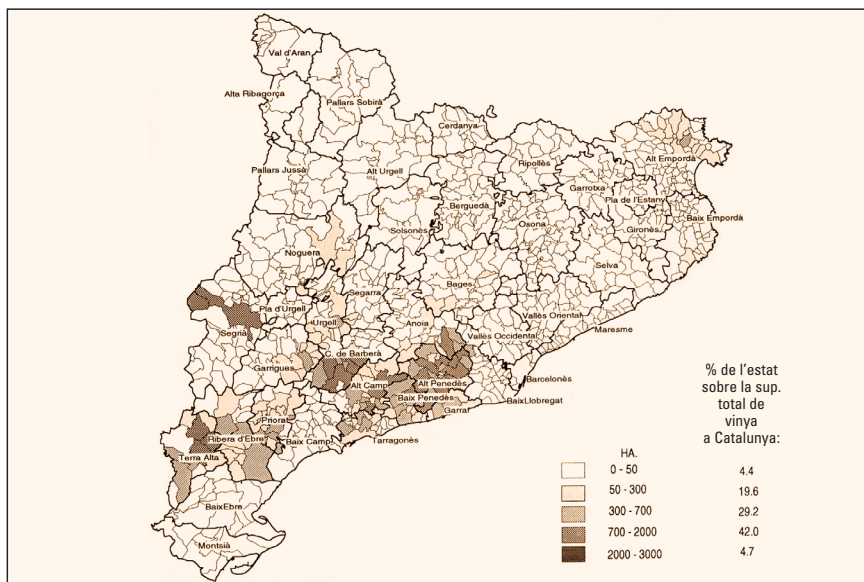 Val d'Aran
Alta Ribagorça
Pallars Sobirà
Cerdanya
Alt Empordà
Pallars Jussà
Alt Urgell
Ripollès
Garrotxa
Berguedà
Pla de l'Estany
Baix Empordà
Solsonès
Osona
Gironès
Noguera
Selva
Bages
Segarra
Pla d'Urgell
Urgell
Anoia
Vallès Oriental
Maresme
Segrià
Vallès Occidental
C. de Barberà
Garrigues
Alt Camp
Alt Penedès
Barcelonès
Baix Penedès
BaixLlobregat
Garraf
Priorat
Ribera d'Ebre
Baix Camp
Tarragonès
Terra Alta
BaixEbre
Montsià
% de l'estat
sobre la sup.
total de
vinya
a Catalunya:
HA.
0 - 50 4.4
50 - 300 19.6
300 - 700 29.2
700 - 2000 42.0
2000 - 3000 4.7